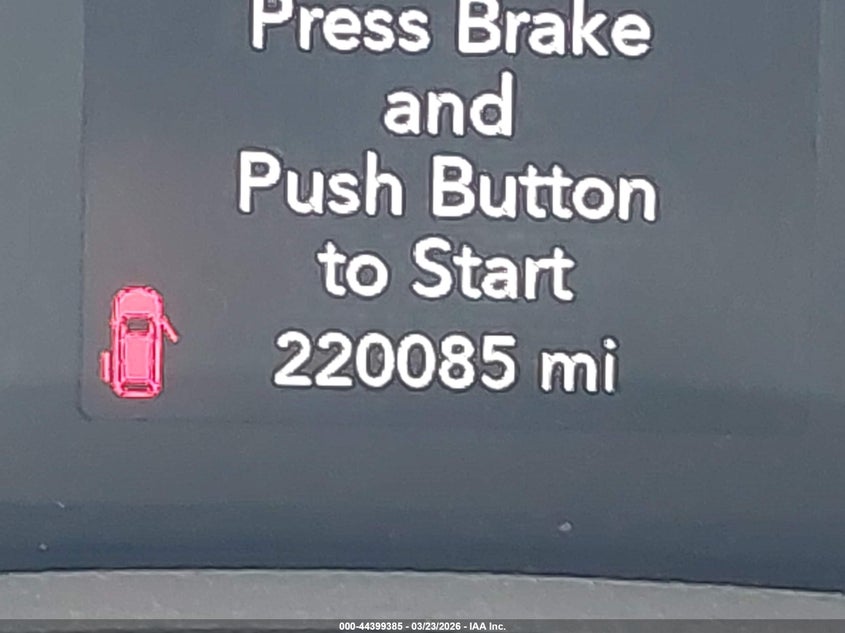 Press Brake
and
Push Button
to Start
220085 mi
000-44399385 - 03/23/2026 - IAA Inc.